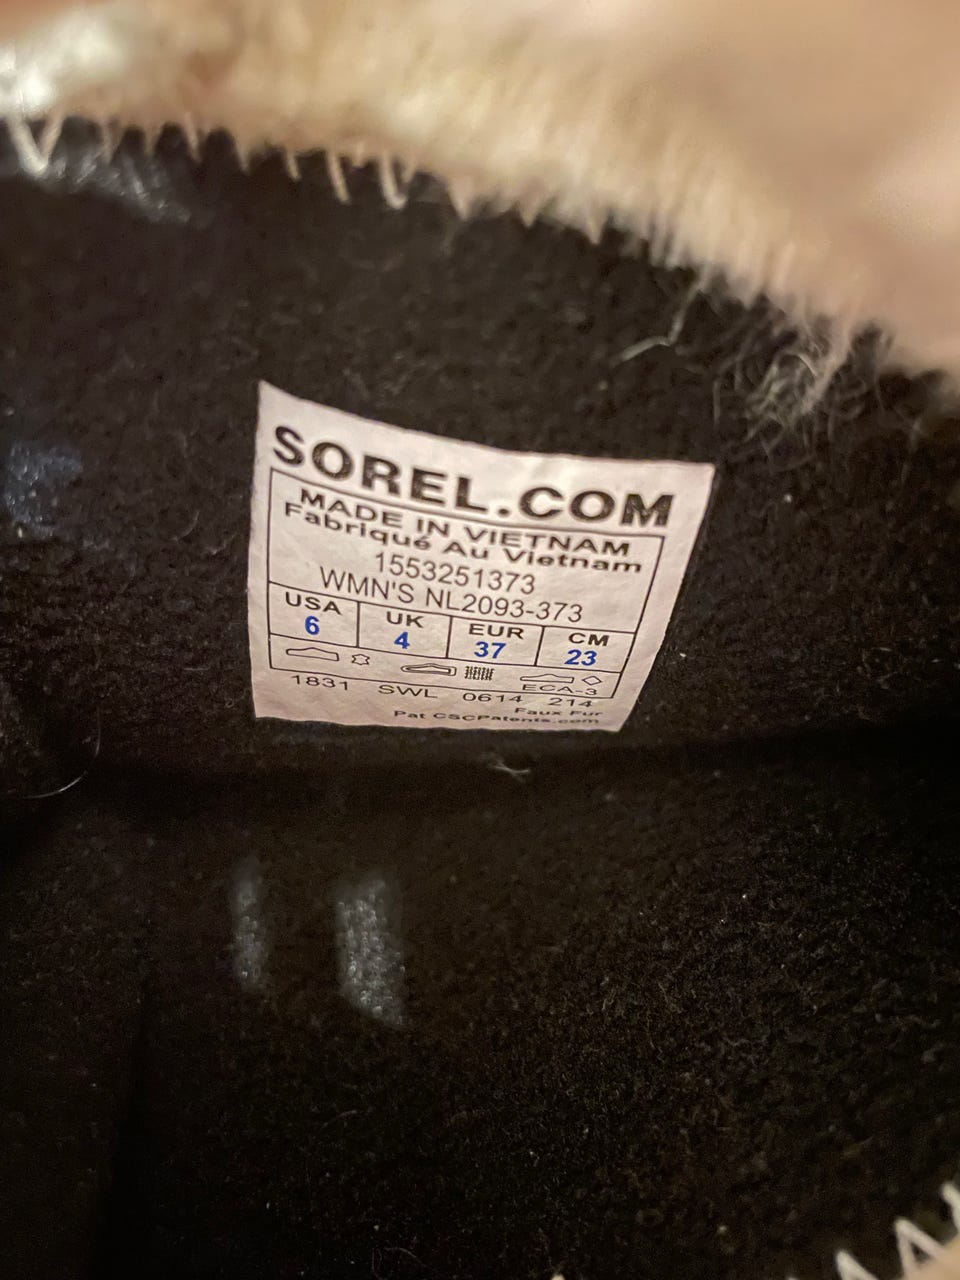 SOREL.COM
MADE IN VIETNAM
Fabriqué Au Vietnam
1553251373
WMN'S NL2093-373
USA UK EUR CM
6 4 37 23
ECA-3
1831 SWL 0614 214
Faux Fur
Pat CSCPatents.com